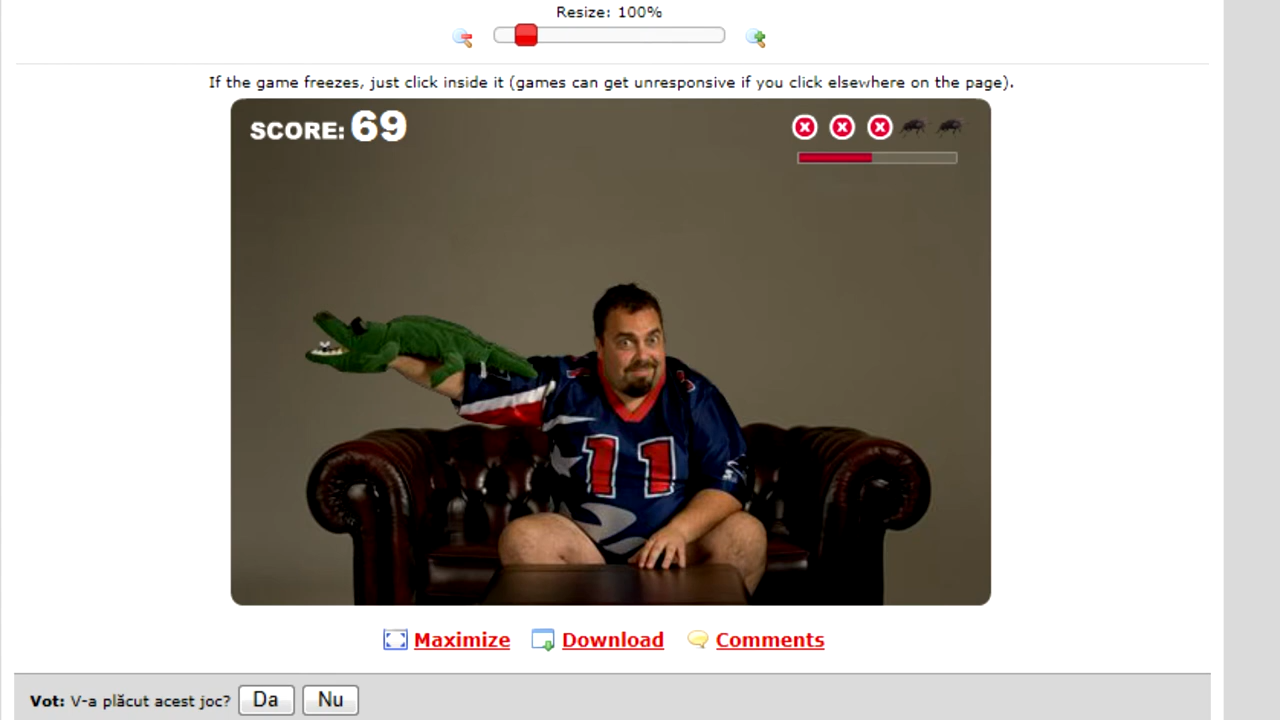 Resize: 100%
If the game freezes, just click inside it (games can get unresponsive if you click elsewhere on the page).
SCORE: 69
11
Maximize Download Comments
Vot: V-a plăcut acest joc? Da Nu